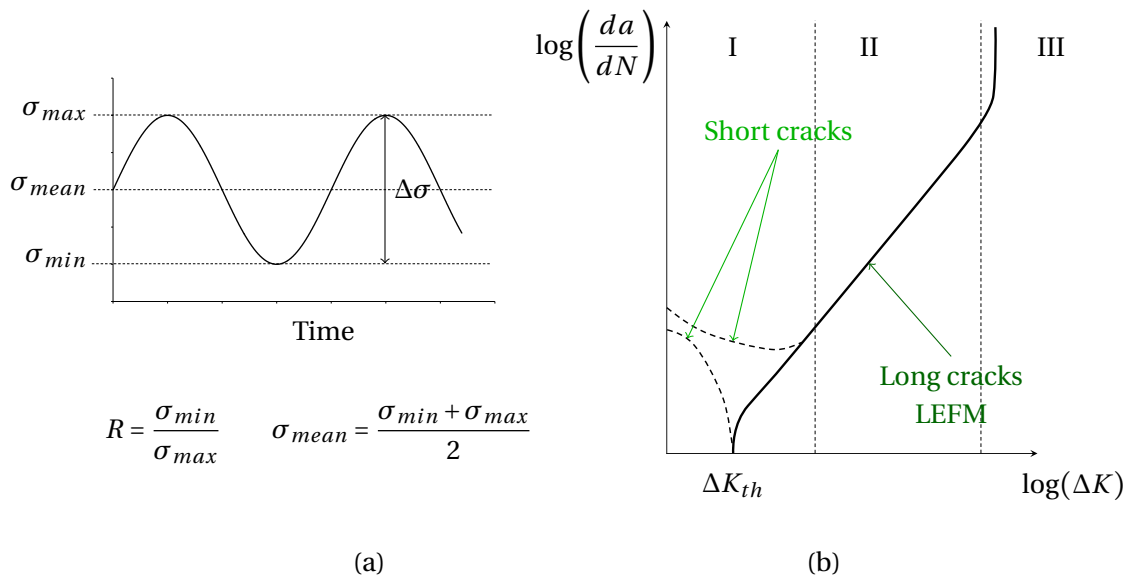 σmax
σmean
σmin
Δσ
Time
R = σmin / σmax
σmean = (σmin + σmax) / 2
(a)
log(da/dN)
I
II
III
Short cracks
Long cracks
LEFM
ΔKth
log(ΔK)
(b)